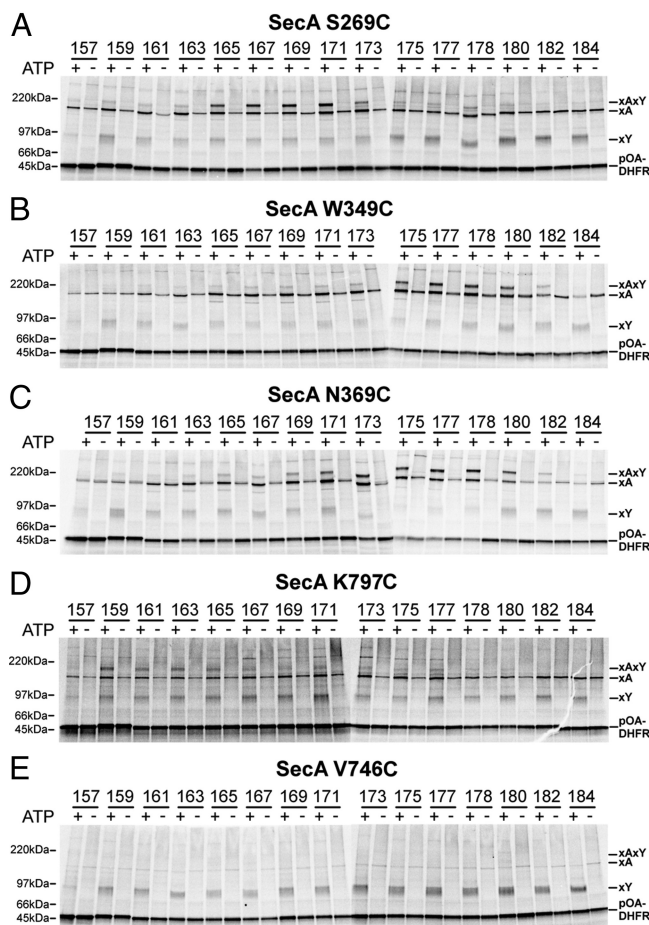 A
SecA S269C
157 159 161 163 165 167 169 171 173 175 177 178 180 182 184
ATP + - + - + - + - + - + - + - + - + - + - + - + - + - + - + -
220kDa
xAxY
xA
97kDa
xY
66kDa
pOA-
45kDa
DHFR
B
SecA W349C
157 159 161 163 165 167 169 171 173 175 177 178 180 182 184
ATP + - + - + - + - + - + - + - + - + - + - + - + - + - + - + -
220kDa
xAxY
xA
97kDa
xY
66kDa
pOA-
45kDa
DHFR
C
SecA N369C
157 159 161 163 165 167 169 171 173 175 177 178 180 182 184
ATP + - + - + - + - + - + - + - + - + - + - + - + - + - + - + -
220kDa
xAxY
xA
97kDa
xY
66kDa
pOA-
45kDa
DHFR
D
SecA K797C
157 159 161 163 165 167 169 171 173 175 177 178 180 182 184
ATP + - + - + - + - + - + - + - + - + - + - + - + - + - + - + -
220kDa
xAxY
xA
97kDa
xY
66kDa
pOA-
45kDa
DHFR
E
SecA V746C
157 159 161 163 165 167 169 171 173 175 177 178 180 182 184
ATP + - + - + - + - + - + - + - + - + - + - + - + - + - + - + -
220kDa
xAxY
xA
97kDa
xY
66kDa
pOA-
45kDa
DHFR